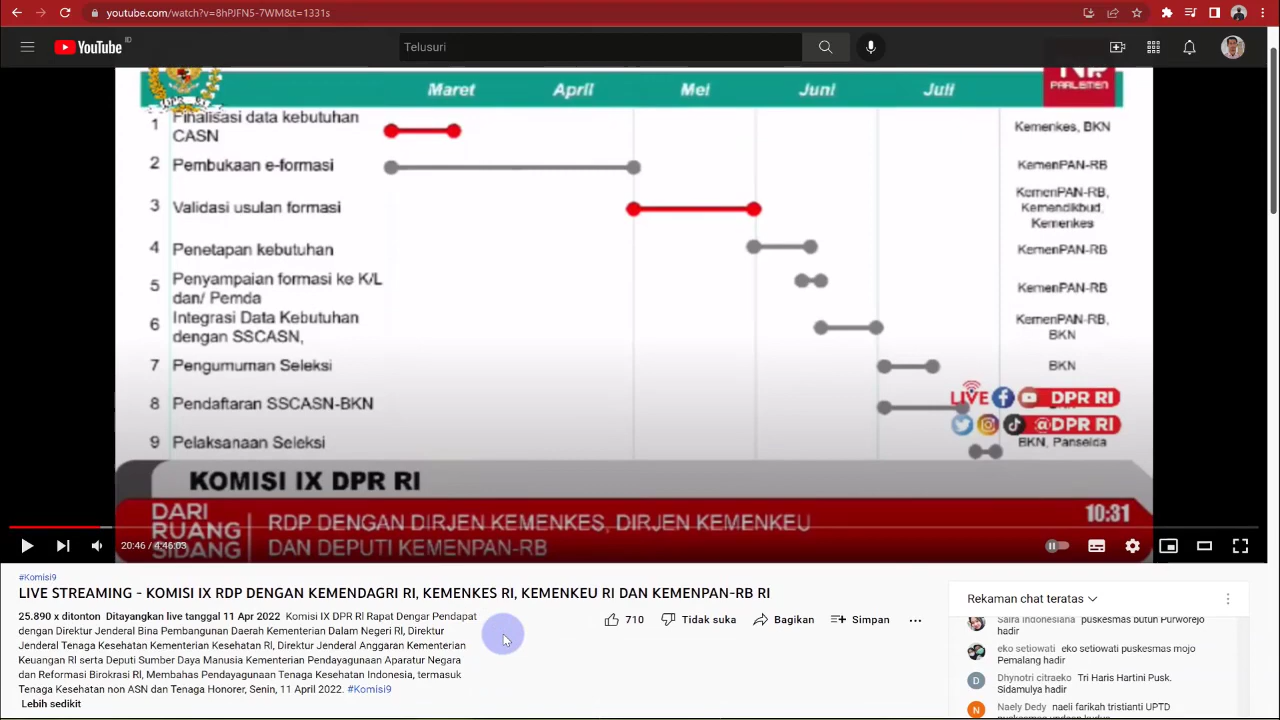 youtube.com/watch?v=8hPJFN5-7WM&t=1331s
YouTube ID
Telusuri
Maret April Mei Juni Juli
PARLEMEN
1 Finalisasi data kebutuhan
CASN
Kemenkes, BKN
2 Pembukaan e-formasi
KemenPAN-RB
3 Validasi usulan formasi
KemenPAN-RB,
Kemendikbud,
Kemenkes
4 Penetapan kebutuhan
KemenPAN-RB
5 Penyampaian formasi ke K/L
dan/ Pemda
KemenPAN-RB
6 Integrasi Data Kebutuhan
dengan SSCASN,
KemenPAN-RB,
BKN
7 Pengumuman Seleksi
BKN
8 Pendaftaran SSCASN-BKN
LIVE DPR RI
@DPR RI
9 Pelaksanaan Seleksi
BKN, Panselda
KOMISI IX DPR RI
DARI
RUANG
SIDANG
RDP DENGAN DIRJEN KEMENKES, DIRJEN KEMENKEU
DAN DEPUTI KEMENPAN-RB
10:31
20:46 / 4:46:03
#Komisi9
LIVE STREAMING - KOMISI IX RDP DENGAN KEMENDAGRI RI, KEMENKES RI, KEMENKEU RI DAN KEMENPAN-RB RI
25.890 x ditonton Ditayangkan live tanggal 11 Apr 2022 Komisi IX DPR RI Rapat Dengar Pendapat
dengan Direktur Jenderal Bina Pembangunan Daerah Kementerian Dalam Negeri RI, Direktur
Jenderal Tenaga Kesehatan Kementerian Kesehatan RI, Direktur Jenderal Anggaran Kementerian
Keuangan RI serta Deputi Sumber Daya Manusia Kementerian Pendayagunaan Aparatur Negara
dan Reformasi Birokrasi RI, Membahas Pendayagunaan Tenaga Kesehatan Indonesia, termasuk
Tenaga Kesehatan non ASN dan Tenaga Honorer, Senin, 11 April 2022. #Komisi9
Lebih sedikit
710 Tidak suka Bagikan Simpan
Rekaman chat teratas
Saira Indonesiana puskesmas butuh Purworejo
hadir
eko setiowati eko setiowati puskesmas mojo
Pemalang hadir
Dhynotri citraeko Tri Haris Hartini Pusk.
Sidamulya hadir
Naely Dedy naeli farikah tristianti UPTD